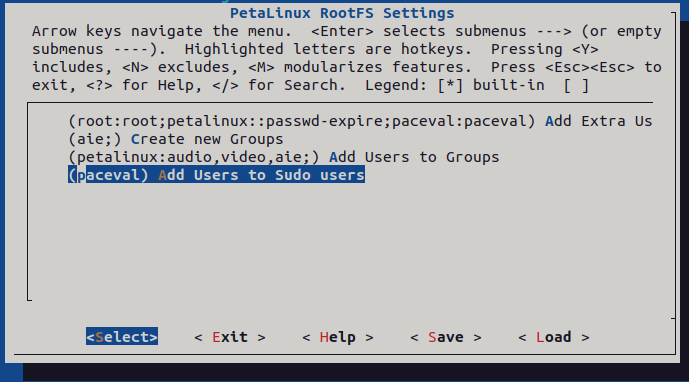 PetaLinux RootFS Settings
Arrow keys navigate the menu.  <Enter> selects submenus ---> (or empty
submenus ----).  Highlighted letters are hotkeys.  Pressing <Y>
includes, <N> excludes, <M> modularizes features.  Press <Esc><Esc> to
exit, <?> for Help, </> for Search.  Legend: [*] built-in  [ ]
(root:root;petalinux::passwd-expire;paceval:paceval) Add Extra Us
(aie;) Create new Groups
(petalinux:audio,video,aie;) Add Users to Groups
(paceval) Add Users to Sudo users
<Select>    < Exit >    < Help >    < Save >    < Load >